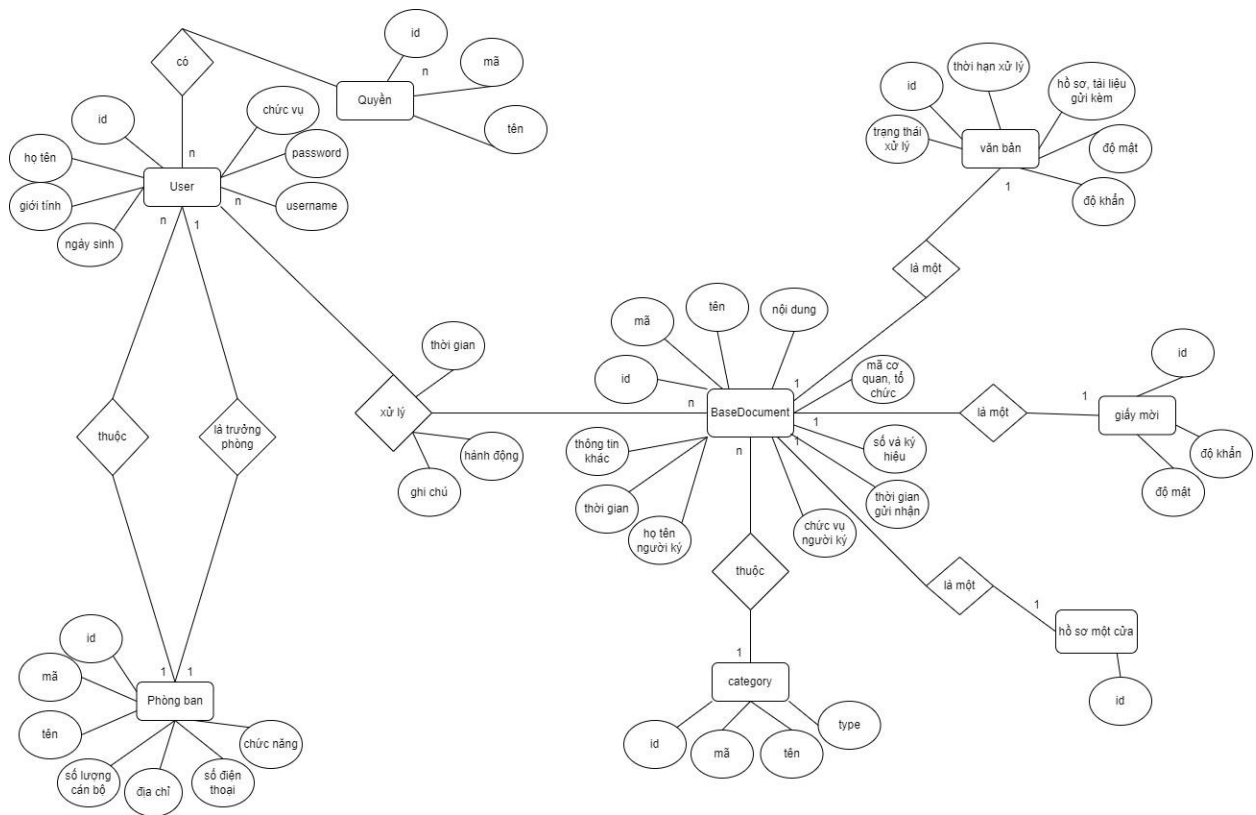 có
id
n
mã
Quyền
tên
n
id
chức vụ
họ tên
password
User
giới tính
username
ngày sinh
n
n
1
thuộc
là trưởng
phòng
thời gian
xử lý
hành động
ghi chú
n
1
1
id
mã
Phòng ban
tên
chức năng
số lượng
cán bộ
địa chỉ
số điện
thoại
thời hạn xử lý
id
hồ sơ, tài liệu
gửi kèm
trạng thái
xử lý
văn bản
độ mật
độ khẩn
1
là một
tên
nội dung
mã
id
mã cơ
quan, tổ
chức
1
BaseDocument
1
1
số và ký
hiệu
thông tin
khác
n
thời gian
thời gian
gửi nhận
họ tên
người ký
chức vụ
người ký
là một
1
id
giấy mời
độ khẩn
độ mật
thuộc
là một
1
hồ sơ một cửa
id
1
category
type
id
mã
tên